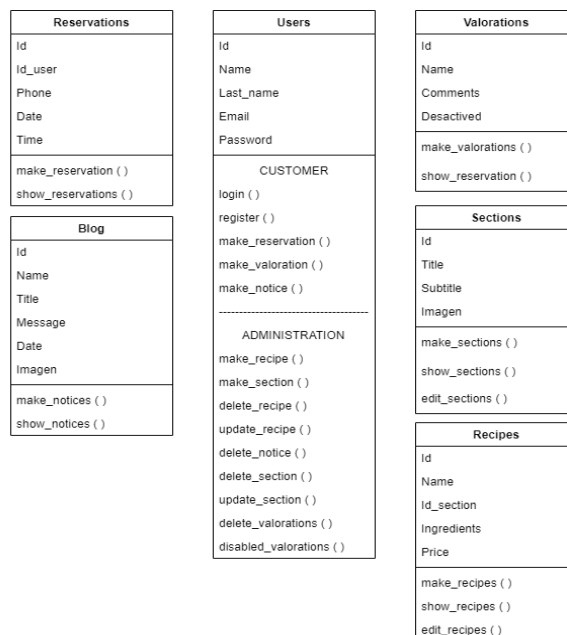 Reservations
Id
Id_user
Phone
Date
Time
make_reservation ( )
show_reservations ( )
Blog
Id
Name
Title
Message
Date
Imagen
make_notices ( )
show_notices ( )
Users
Id
Name
Last_name
Email
Password
CUSTOMER
login ( )
register ( )
make_reservation ( )
make_valoration ( )
make_notice ( )
-------------------------------------
ADMINISTRATION
make_recipe ( )
make_section ( )
delete_recipe ( )
update_recipe ( )
delete_notice ( )
delete_section ( )
update_section ( )
delete_valorations ( )
disabled_valorations ( )
Valorations
Id
Name
Comments
Desactived
make_valorations ( )
show_reservation ( )
Sections
Id
Title
Subtitle
Imagen
make_sections ( )
show_sections ( )
edit_sections ( )
Recipes
Id
Name
Id_section
Ingredients
Price
make_recipes ( )
show_recipes ( )
edit_recipes ( )